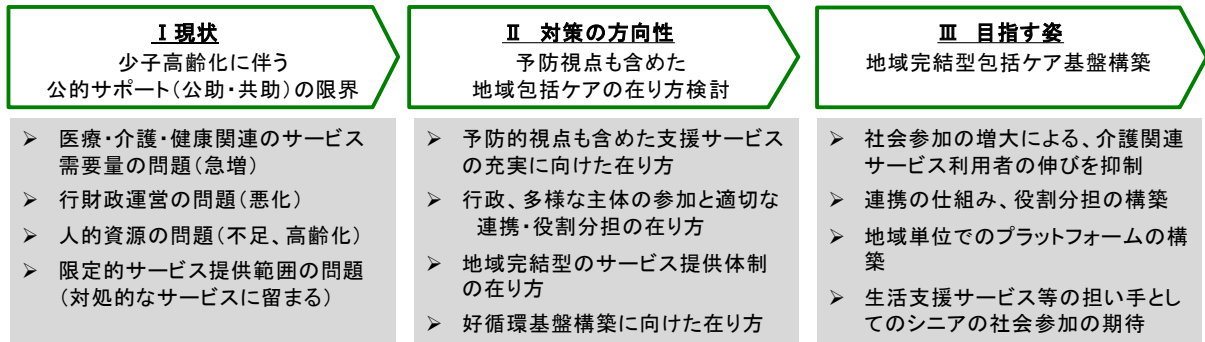 Ⅰ 現状
少子高齢化に伴う
公的サポート(公助・共助)の限界
➢ 医療・介護・健康関連のサービス
需要量の問題(急増)
➢ 行財政運営の問題(悪化)
➢ 人的資源の問題(不足、高齢化)
➢ 限定的サービス提供範囲の問題
(対処的なサービスに留まる)
Ⅱ 対策の方向性
予防視点も含めた
地域包括ケアの在り方検討
➢ 予防的視点も含めた支援サービス
の充実に向けた在り方
➢ 行政、多様な主体の参加と適切な
連携・役割分担の在り方
➢ 地域完結型のサービス提供体制
の在り方
➢ 好循環基盤構築に向けた在り方
Ⅲ 目指す姿
地域完結型包括ケア基盤構築
➢ 社会参加の増大による、介護関連
サービス利用者の伸びを抑制
➢ 連携の仕組み、役割分担の構築
➢ 地域単位でのプラットフォームの構
築
➢ 生活支援サービス等の担い手とし
てのシニアの社会参加の期待